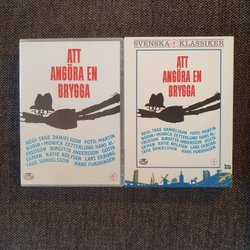 ATT
ANGÖRA EN
BRYGGA
REGI TAGE DANIELSSON FOTO: MARTIN
BODIN • MONICA ZETTERLUND HANS AL-
FREDSON BIRGITTA ANDERSSON GÖSTA
EKMAN KATIE ROLFSEN LARS EKBORG
TAGE DANIELSSON HANS FURUHAGEN
SVENSKA KLASSIKER
ATT
ANGÖRA EN
BRYGGA
REGI TAGE DANIELSSON FOTO: MARTIN
BODIN • MONICA ZETTERLUND HANS AL-
FREDSON BIRGITTA ANDERSSON GÖSTA
EKMAN KATIE ROLFSEN LARS EKBORG
TAGE DANIELSSON HANS FURUHAGEN